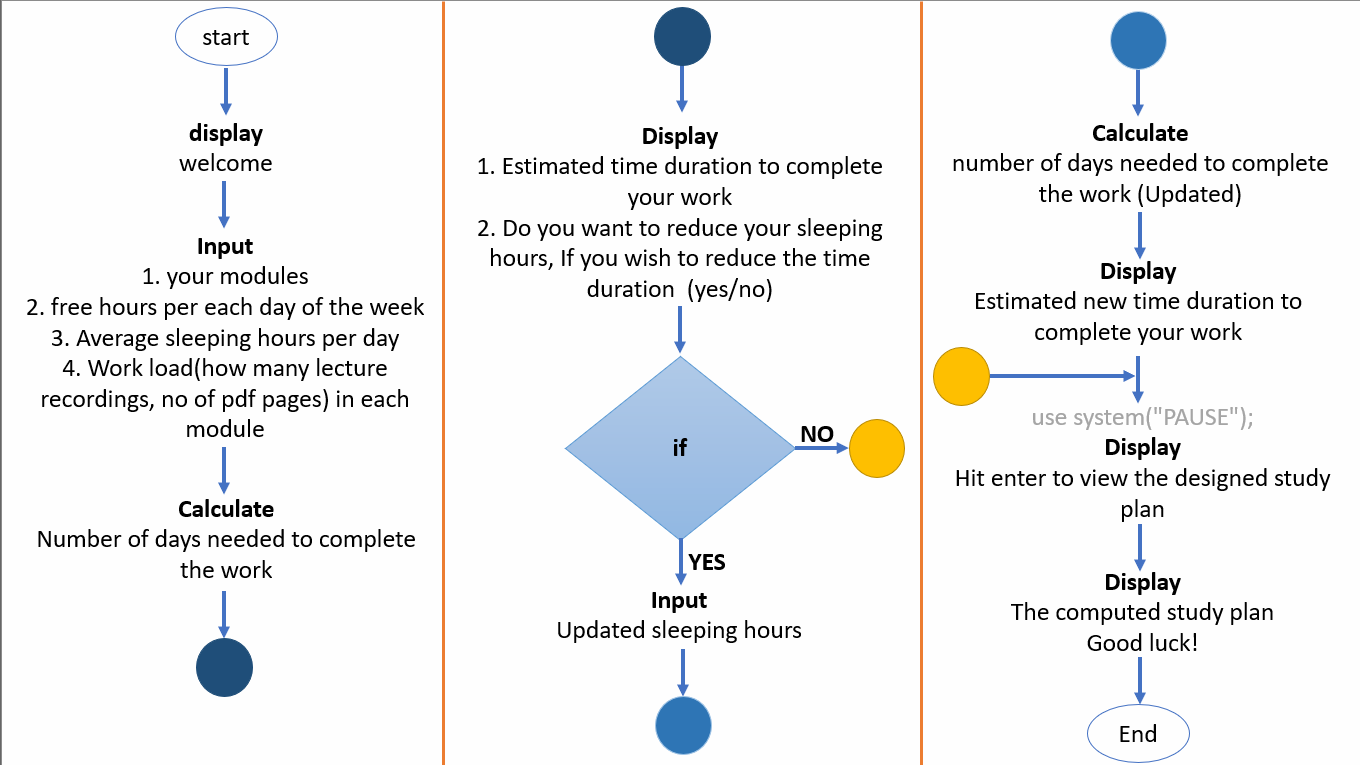 start
display
welcome
Input
1. your modules
2. free hours per each day of the week
3. Average sleeping hours per day
4. Work load(how many lecture
recordings, no of pdf pages) in each
module
Calculate
Number of days needed to complete
the work
Display
1. Estimated time duration to complete
your work
2. Do you want to reduce your sleeping
hours, If you wish to reduce the time
duration  (yes/no)
if
NO
YES
Input
Updated sleeping hours
Calculate
number of days needed to complete
the work (Updated)
Display
Estimated new time duration to
complete your work
use system("PAUSE");
Display
Hit enter to view the designed study
plan
Display
The computed study plan
Good luck!
End